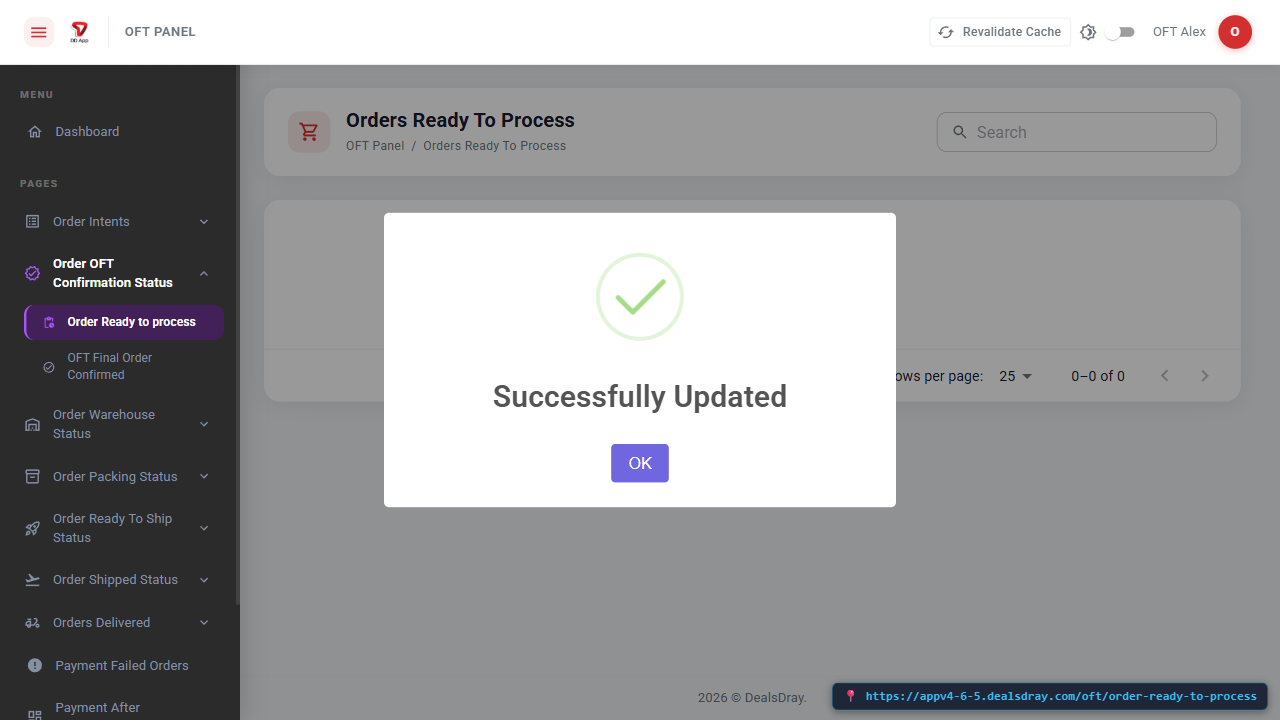 DD App
OFT PANEL
Revalidate Cache
OFT Alex
O
MENU
Dashboard
PAGES
Order Intents
Order OFT
Confirmation Status
Order Ready to process
OFT Final Order
Confirmed
Order Warehouse
Status
Order Packing Status
Order Ready To Ship
Status
Order Shipped Status
Orders Delivered
Payment Failed Orders
Payment After
Orders Ready To Process
OFT Panel / Orders Ready To Process
Search
Successfully Updated
OK
ows per page: 25 0–0 of 0
2026 © DealsDray.
https://appv4-6-5.dealsdray.com/oft/order-ready-to-process